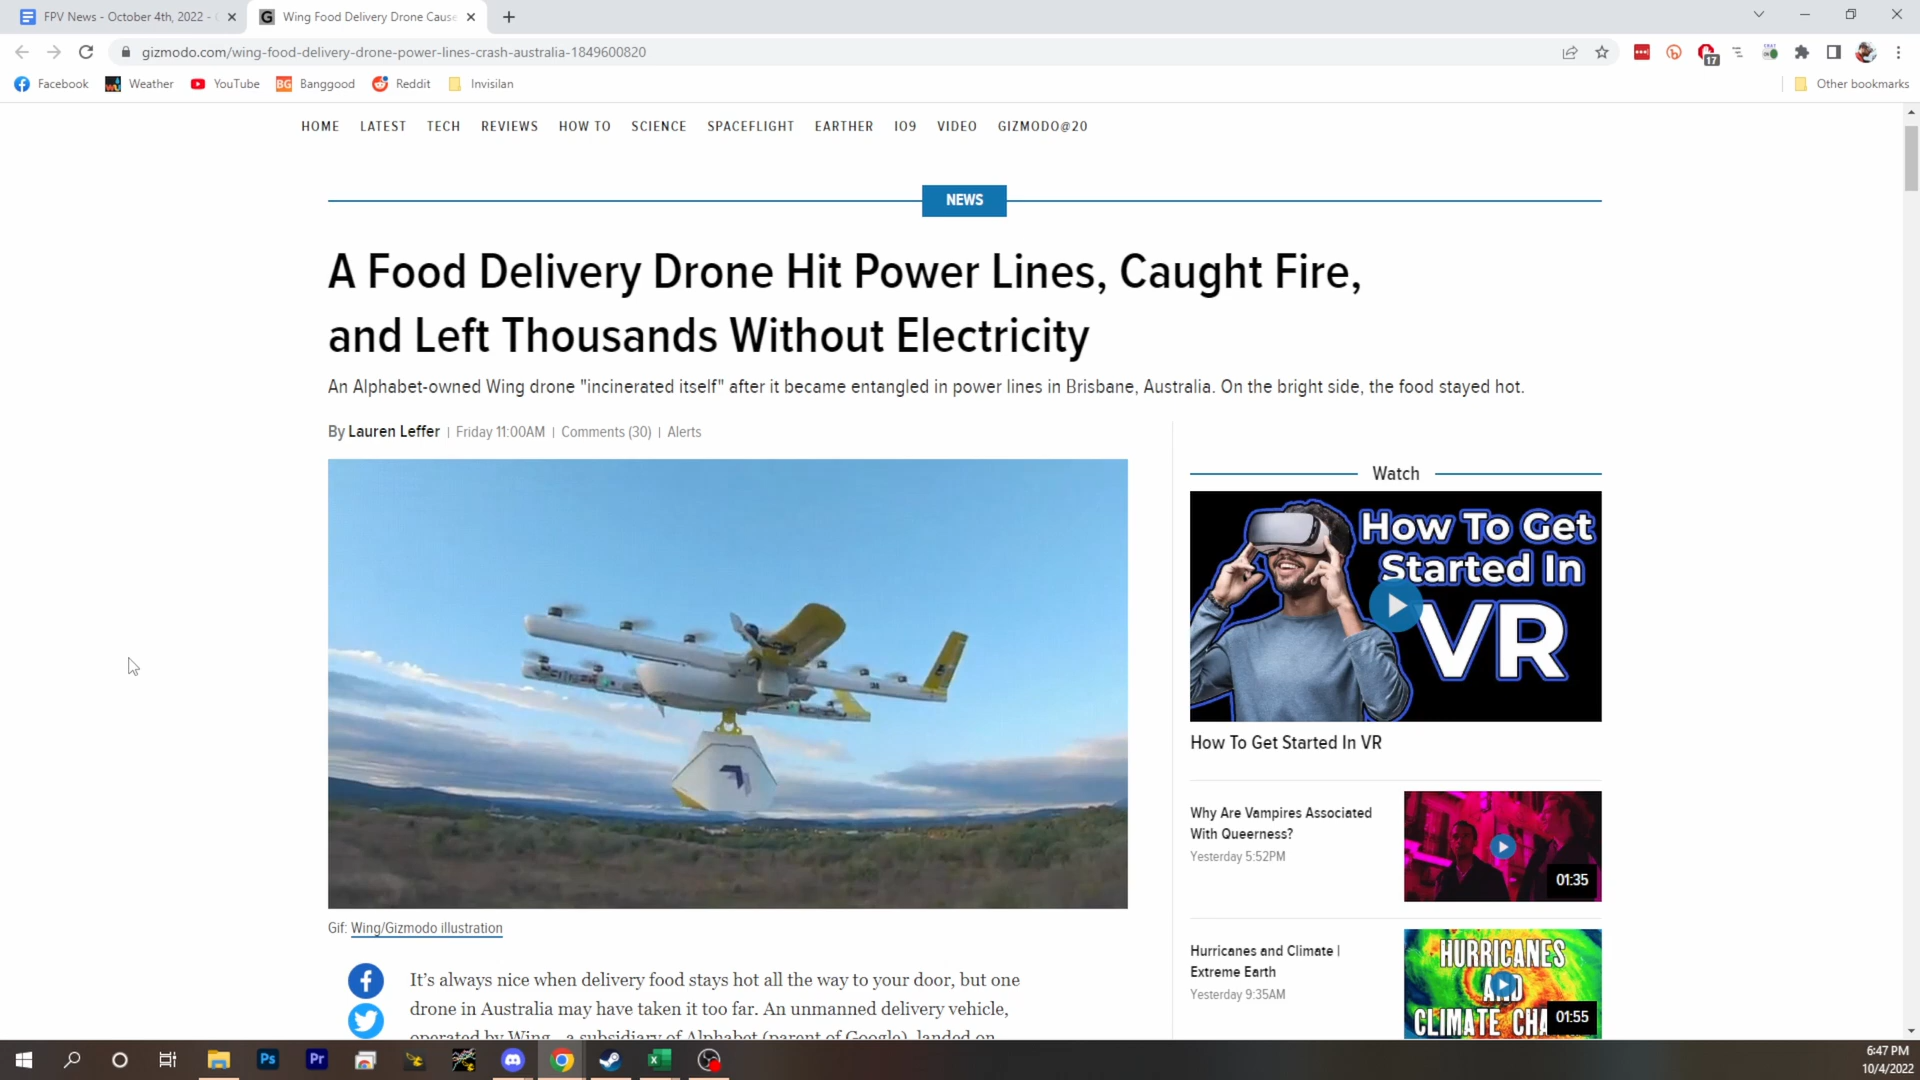 FPV News - October 4th, 2022 -
Wing Food Delivery Drone Cause
gizmodo.com/wing-food-delivery-drone-power-lines-crash-australia-1849600820
17
Facebook
Weather
YouTube
BG Banggood
Reddit
Invisilan
Other bookmarks
HOME LATEST TECH REVIEWS HOW TO SCIENCE SPACEFLIGHT EARTHER IO9 VIDEO GIZMODO@20
NEWS
A Food Delivery Drone Hit Power Lines, Caught Fire,
and Left Thousands Without Electricity
An Alphabet-owned Wing drone "incinerated itself" after it became entangled in power lines in Brisbane, Australia. On the bright side, the food stayed hot.
By Lauren Leffer | Friday 11:00AM | Comments (30) | Alerts
Gif: Wing/Gizmodo illustration
It’s always nice when delivery food stays hot all the way to your door, but one
drone in Australia may have taken it too far. An unmanned delivery vehicle,
operated by Wing—a subsidiary of Alphabet (parent of Google), landed on
Watch
How To Get
Started In
VR
How To Get Started In VR
Why Are Vampires Associated
With Queerness?
Yesterday 5:52PM
01:35
Hurricanes and Climate |
Extreme Earth
Yesterday 9:35AM
HURRICANES
AND
CLIMATE CHA
01:55
Ps
Pr
6:47 PM
10/4/2022